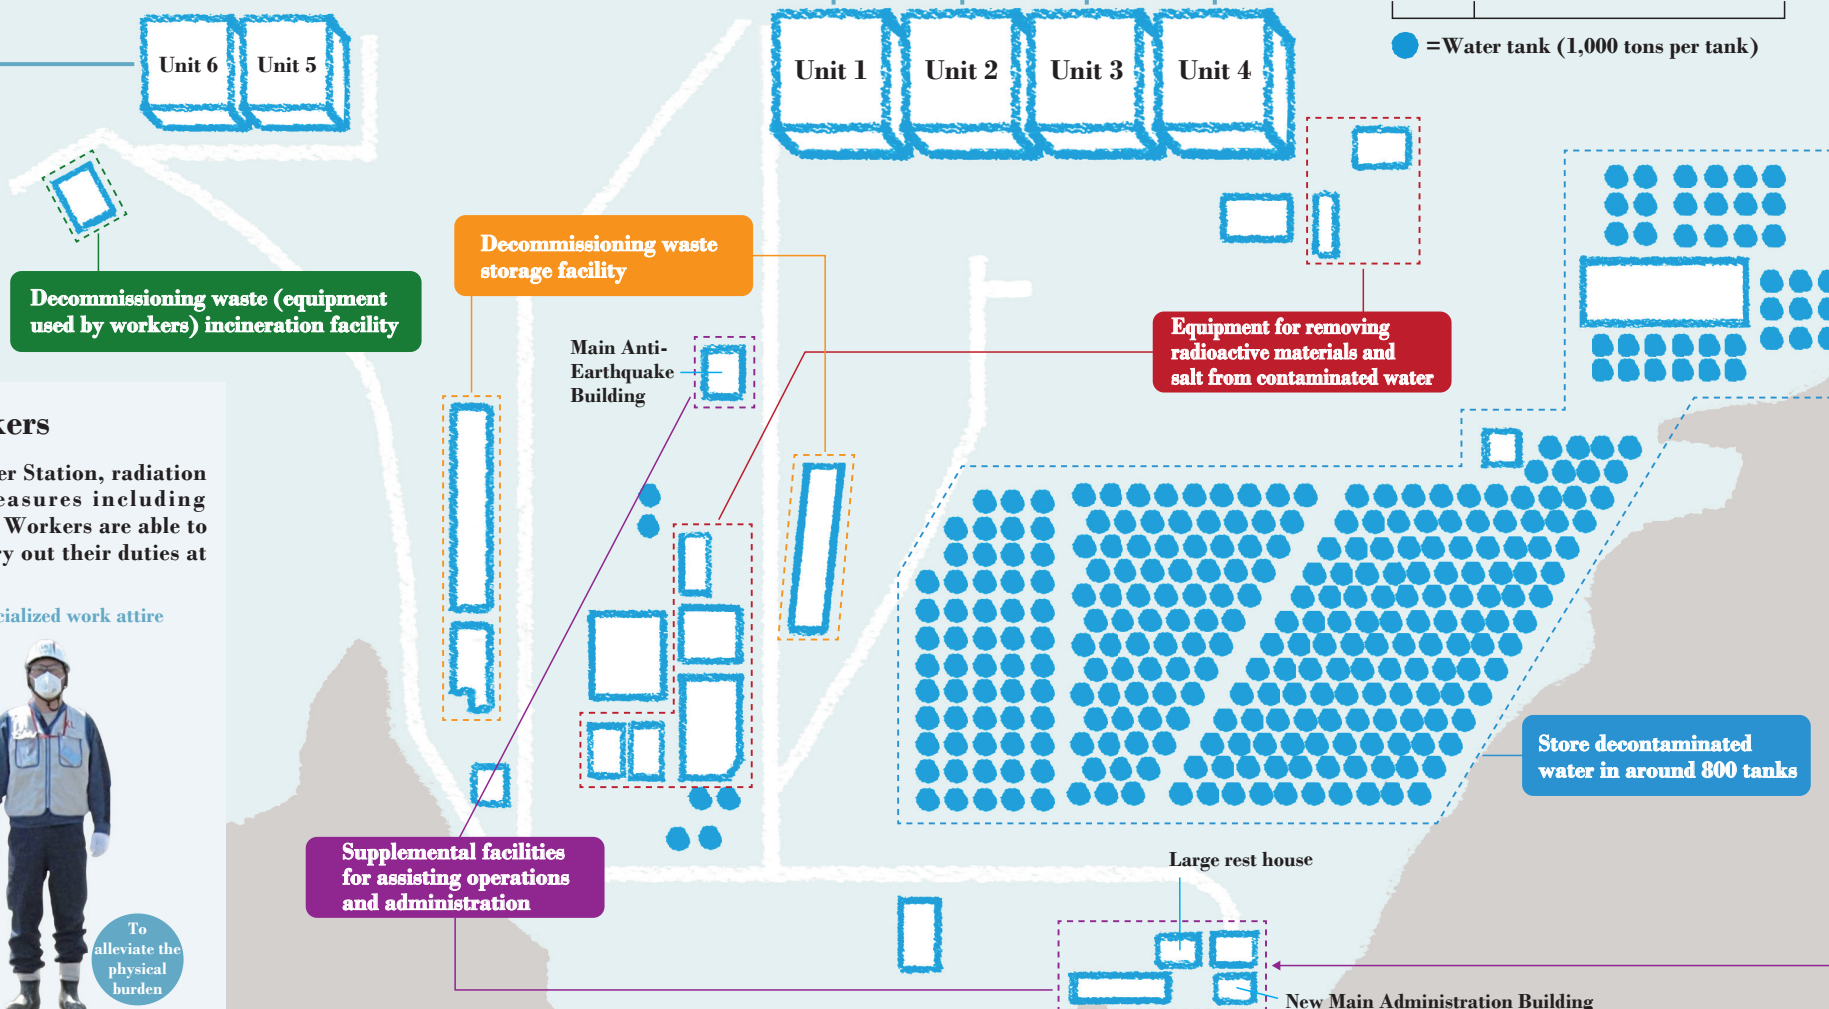 Unit 6
Unit 5
Unit 1
Unit 2
Unit 3
Unit 4
=Water tank (1,000 tons per tank)
Decommissioning waste (equipment
used by workers) incineration facility
Decommissioning waste
storage facility
Main Anti-
Earthquake
Building
Equipment for removing
radioactive materials and
salt from contaminated water
kers
er Station, radiation
easures including
Workers are able to
ry out their duties at
cialized work attire
To
alleviate the
physical
burden
Store decontaminated
water in around 800 tanks
Supplemental facilities
for assisting operations
and administration
Large rest house
New Main Administration Building